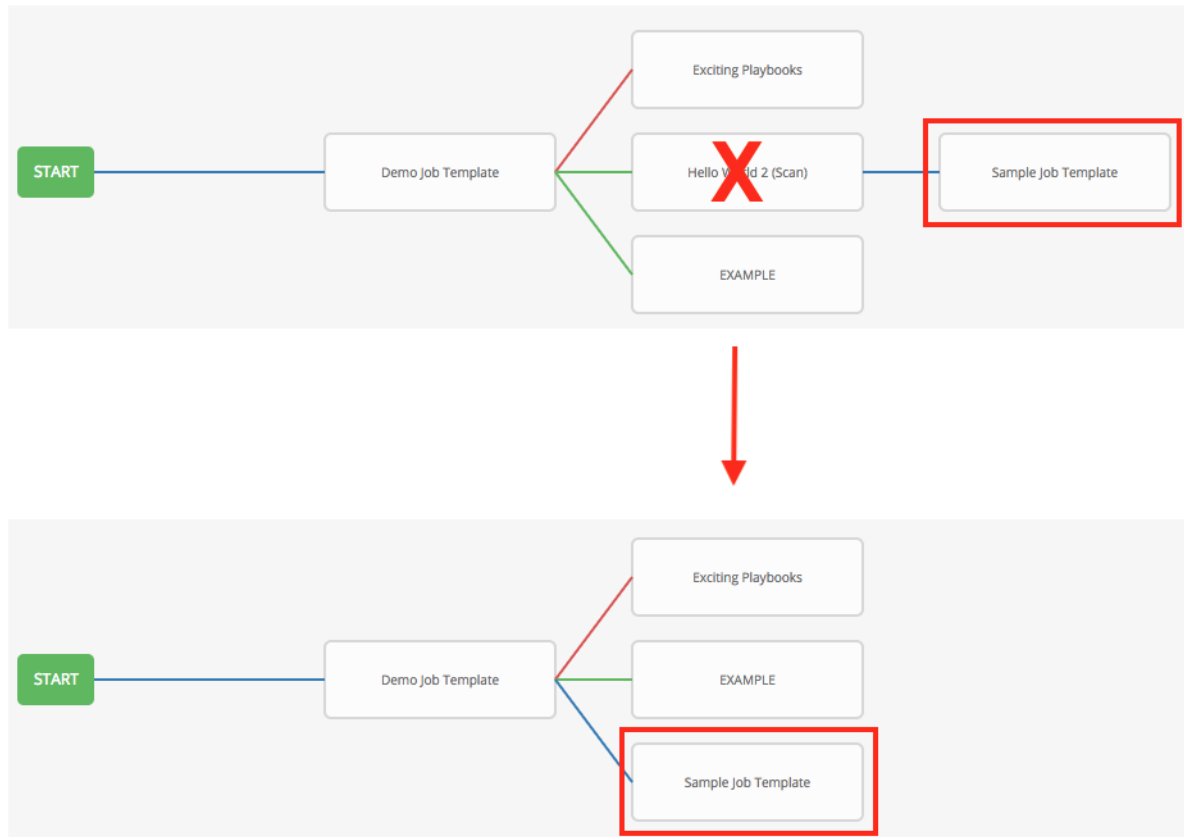 Exciting Playbooks
START
Demo Job Template
Hello W ld 2 (Scan)
X
Sample Job Template
EXAMPLE
Exciting Playbooks
START
Demo Job Template
EXAMPLE
Sample Job Template